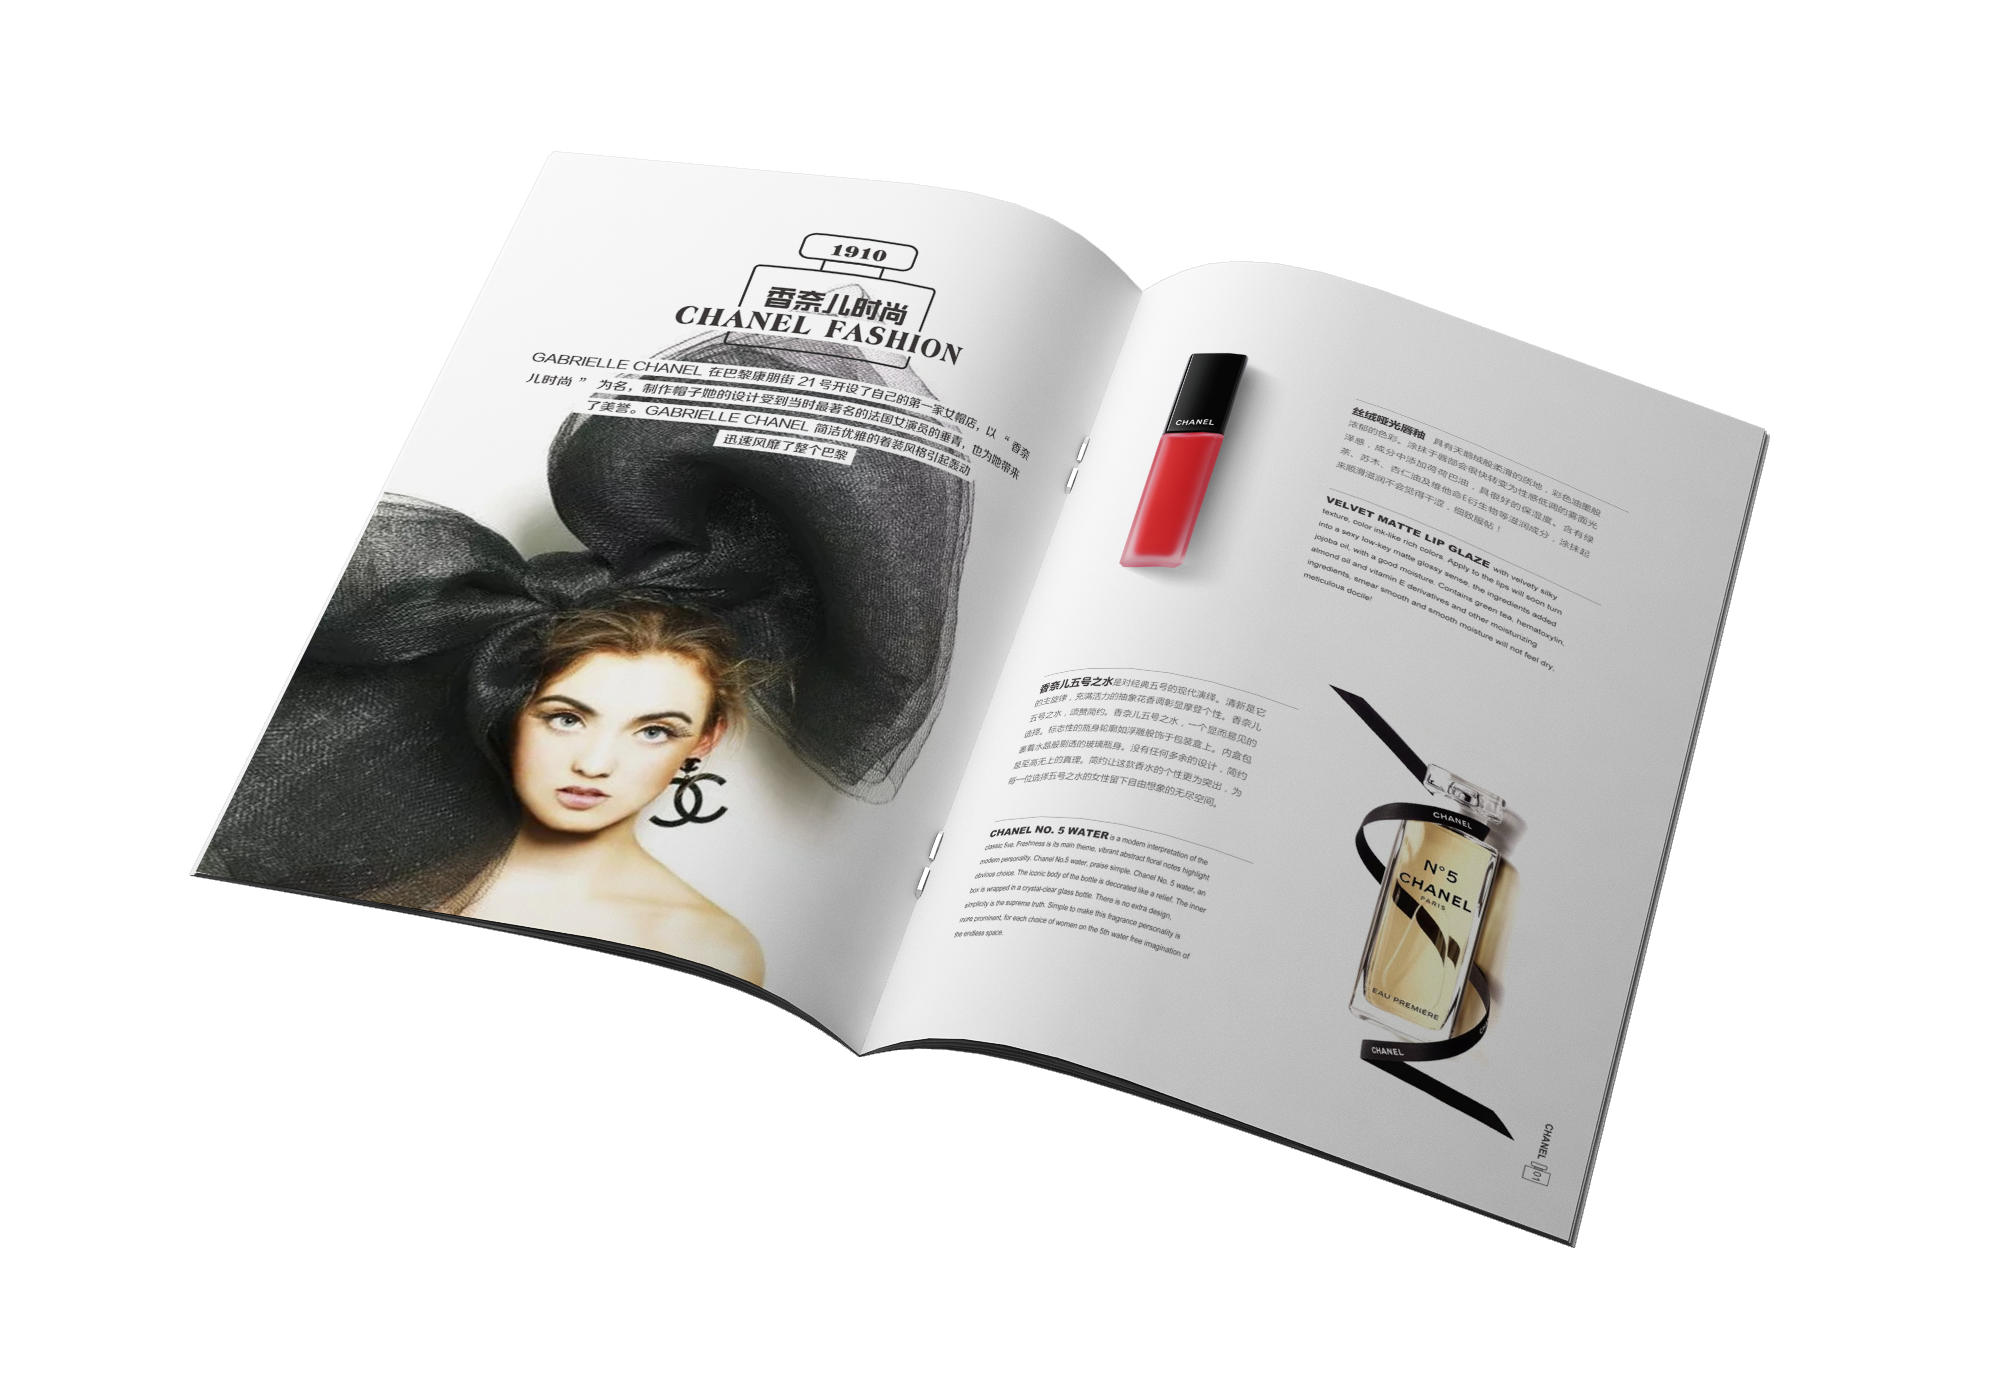 1910
香奈儿时尚
CHANEL FASHION
GABRIELLE CHANEL 在巴黎康朋街 21 号开设了自己的第一家女帽店，以 “ 香奈
儿时尚 ” 为名，制作帽子她的设计受到当时最著名的法国女演员的垂青，也为她带来
了美誉。GABRIELLE CHANEL 简洁优雅的着装风格引起轰动
迅速风靡了整个巴黎
CHANEL
丝绒哑光唇釉 具有天鹅绒般柔滑的质地，彩色油墨般
浓郁的色彩。涂抹于唇部会很快转变为性感低调的雾面光
泽感，成分中添加荷荷巴油，具很好的保湿度。含有绿
茶、苏木、杏仁油及维他命E衍生物等滋润成分，涂抹起
来顺滑滋润不会觉得干涩，细致服帖！
VELVET MATTE LIP GLAZE with velvety silky
texture, color ink-like rich colors. Apply to the lips will soon turn
into a sexy low-key matte glossy sense, the ingredients added
jojoba oil, with a good moisture. Contains green tea, hematoxylin,
almond oil and vitamin E derivatives and other moisturizing
ingredients, smear smooth and smooth moisture will not feel dry,
meticulous docile!
香奈儿五号之水是对经典五号的现代演绎。清新是它
的主旋律，充满活力的抽象花香调彰显摩登个性。香奈儿
五号之水，颂赞简约。香奈儿五号之水，一个显而易见的
选择。标志性的瓶身轮廓如浮雕般饰于包装盒上。内盒包
裹着水晶般剔透的玻璃瓶身。没有任何多余的设计，简约
是至高无上的真理。简约让这款香水的个性更为突出，为
每一位选择五号之水的女性留下自由想象的无尽空间。
CHANEL NO. 5 WATER is a modern interpretation of the
classic five. Freshness is its main theme, vibrant abstract floral notes highlight
modern personality. Chanel No.5 water, praise simple. Chanel No. 5 water, an
obvious choice. The iconic body of the bottle is decorated like a relief. The inner
box is wrapped in a crystal-clear glass bottle. There is no extra design,
simplicity is the supreme truth. Simple to make this fragrance personality is
more prominent, for each choice of women on the 5th water free imagination of
the endless space.
CHANEL
N°5
CHANEL
PARIS
EAU PREMIÈRE
CHANEL
CHANEL
01